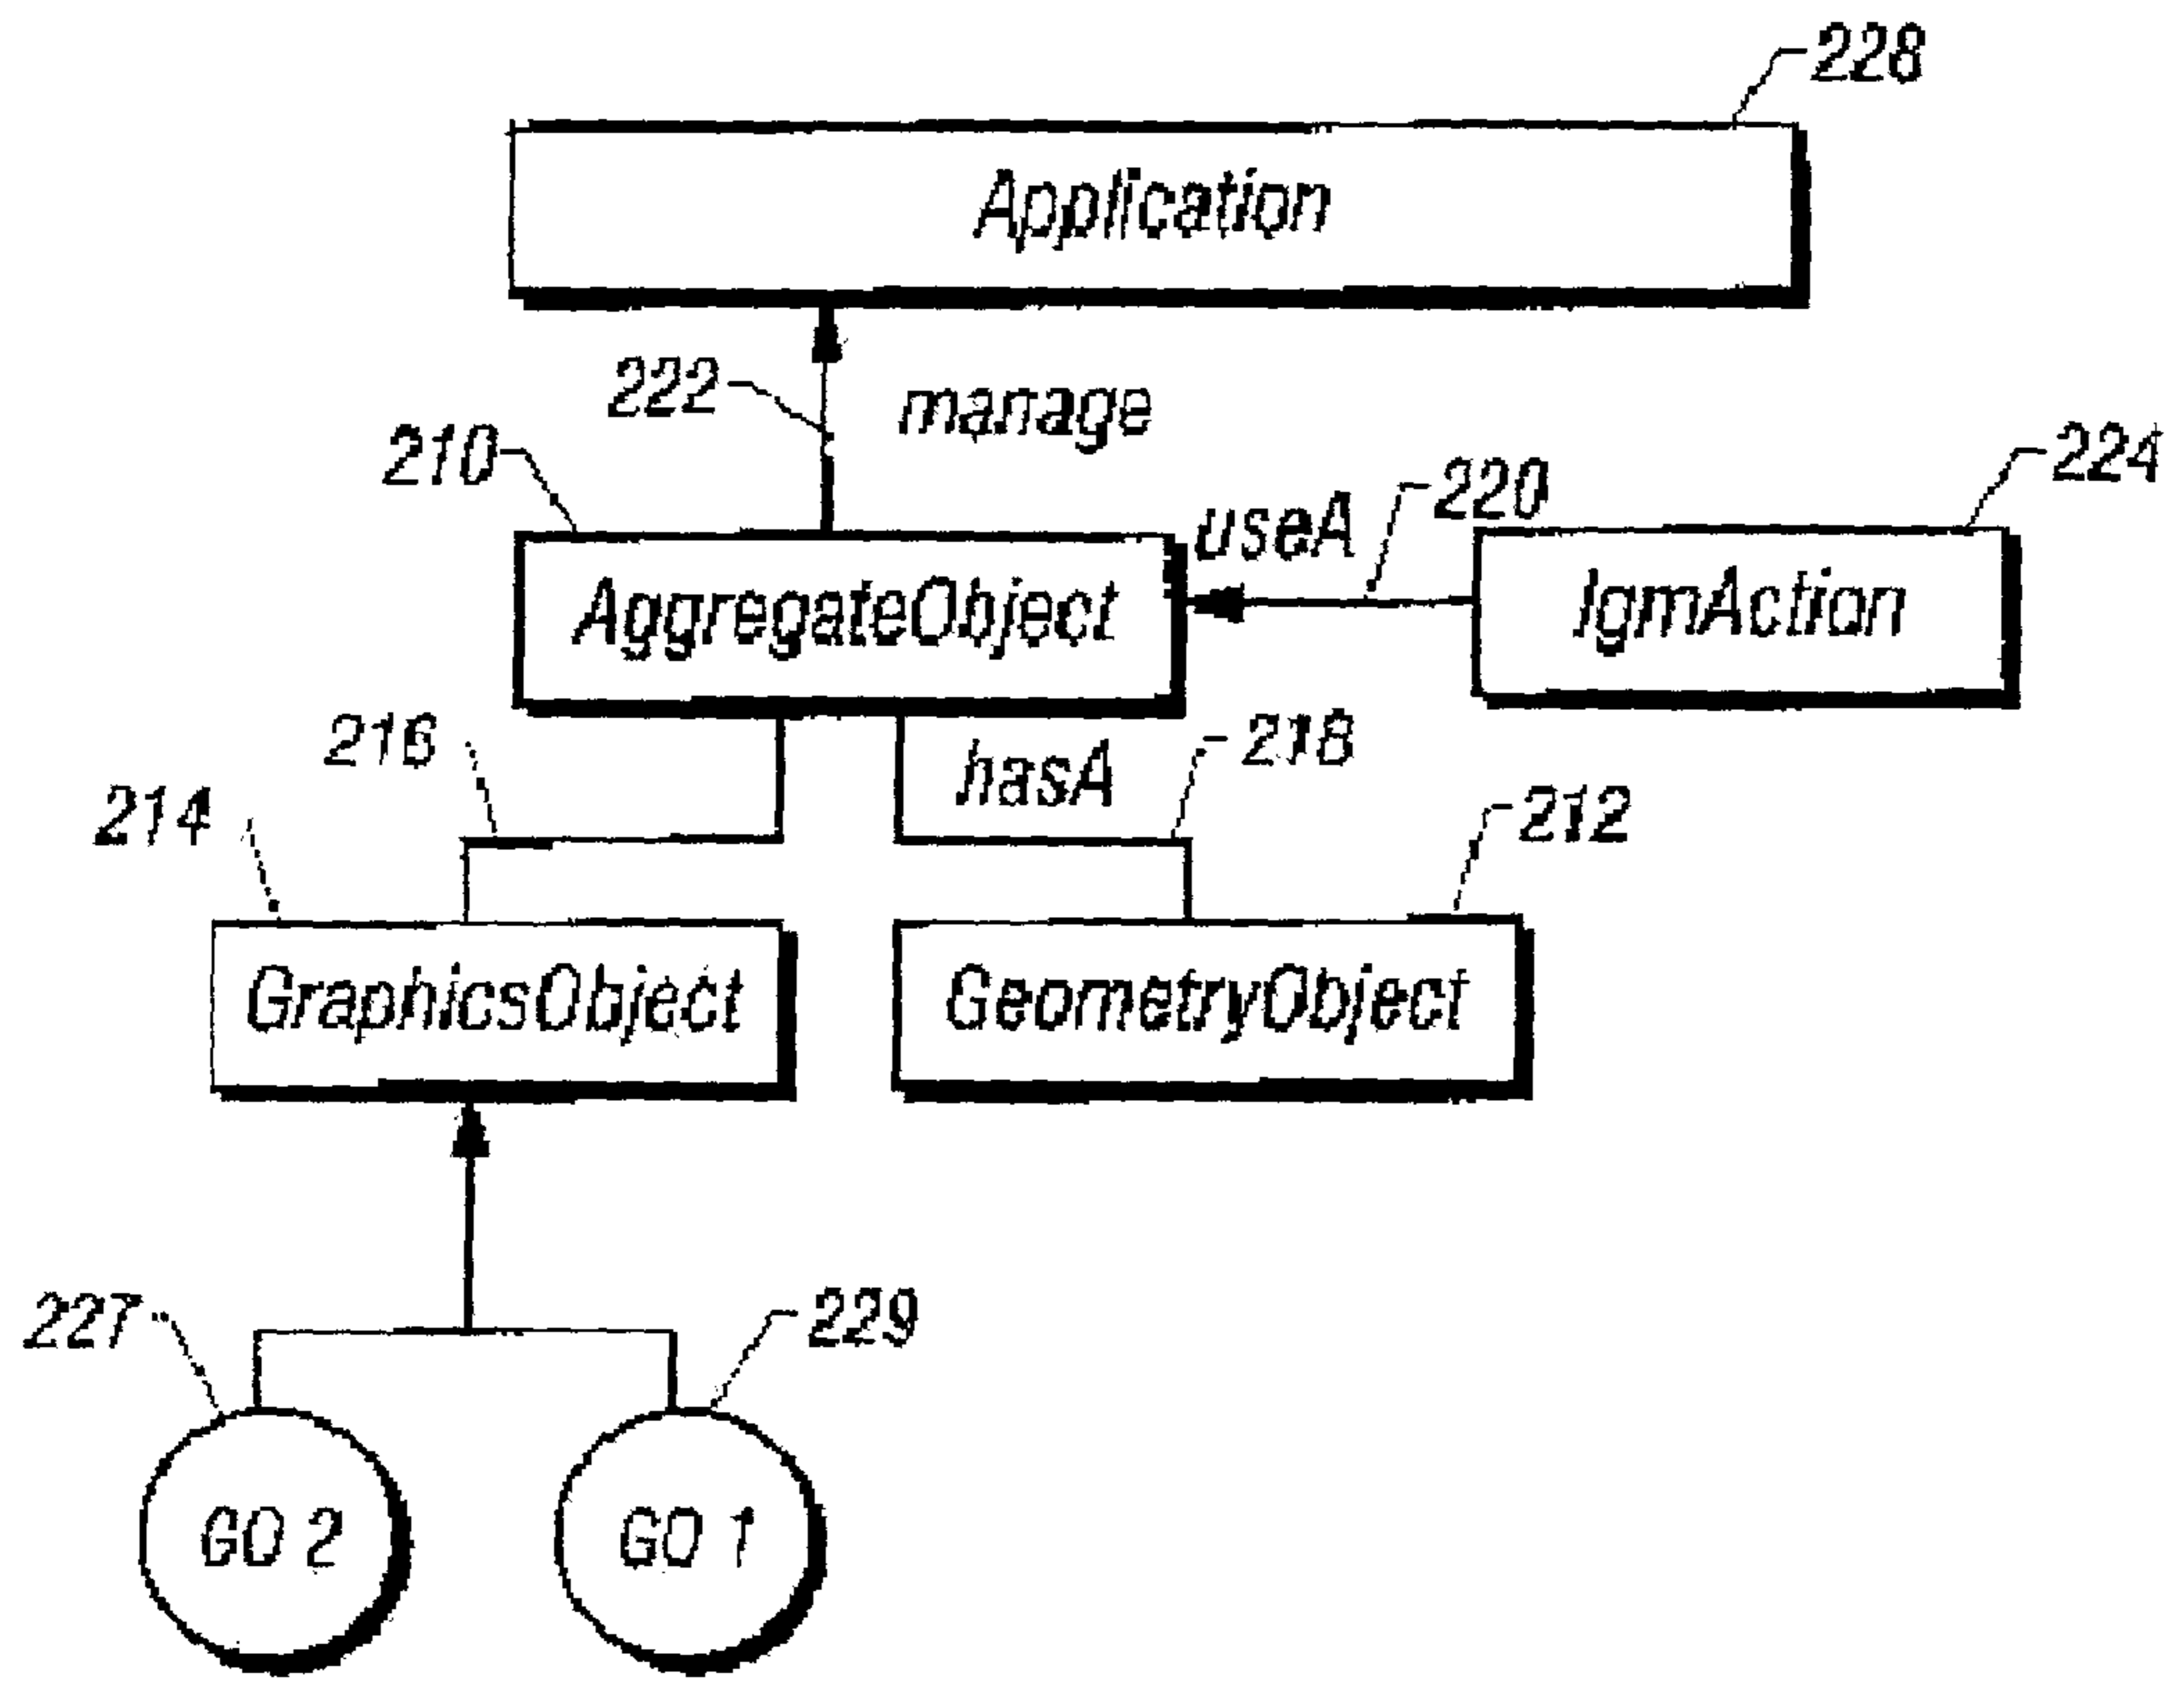 228
Application
222
manage
210
224
useA
220
AggregateObject
IgmAction
216
hasA
218
214
212
GraphicsObject
GeometryObject
227
229
GO 2
GO 1